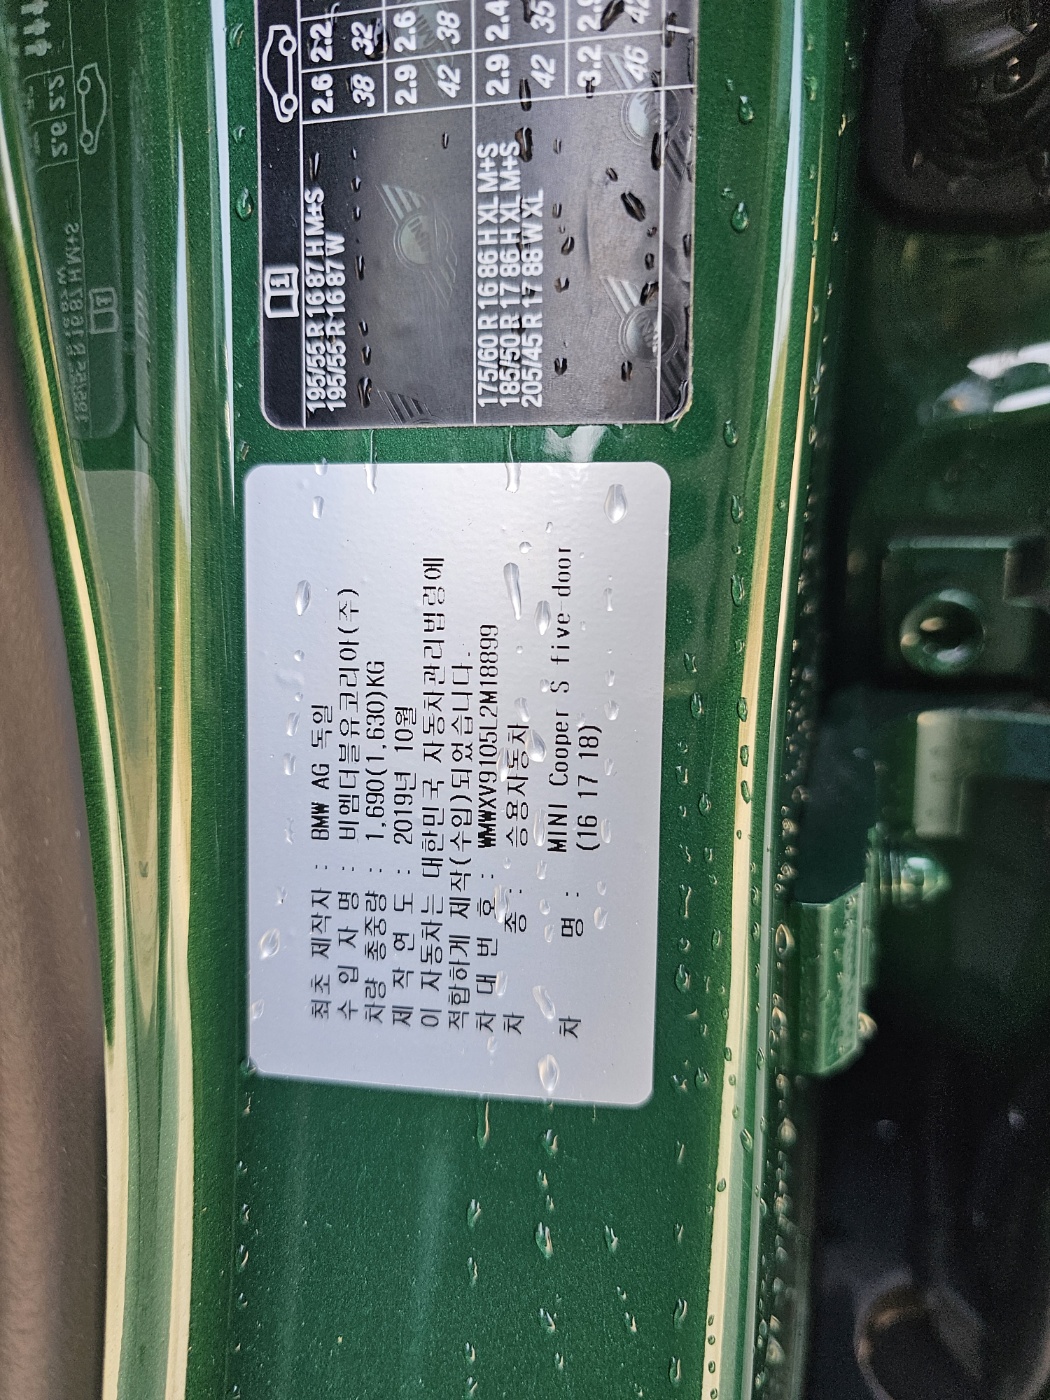 2.6 2.2
38 32
2.9 2.6
42 38
2.9 2.4
42 35
3.2
46
195/55 R 16 87 H M+S
195/55 R 16 87 W
175/60 R 16 86 H XL M+S
185/50 R 17 86 H XL M+S
205/45 R 17 88 W XL
최초 제작자 : BMW AG 독일
수 입 자 명 : 비엠더블유코리아(주)
차량 총중량 : 1,690(1,630)KG
제 작 연 도 : 2019년 10월
이 자동차는 대한민국 자동차관리법령에
적합하게 제작(수입)되었습니다.
차 대 번 호 : WMWXV9105L2M18899
차 종 : 승용자동차
차 명 : MINI Cooper S five-door
(16 17 18)